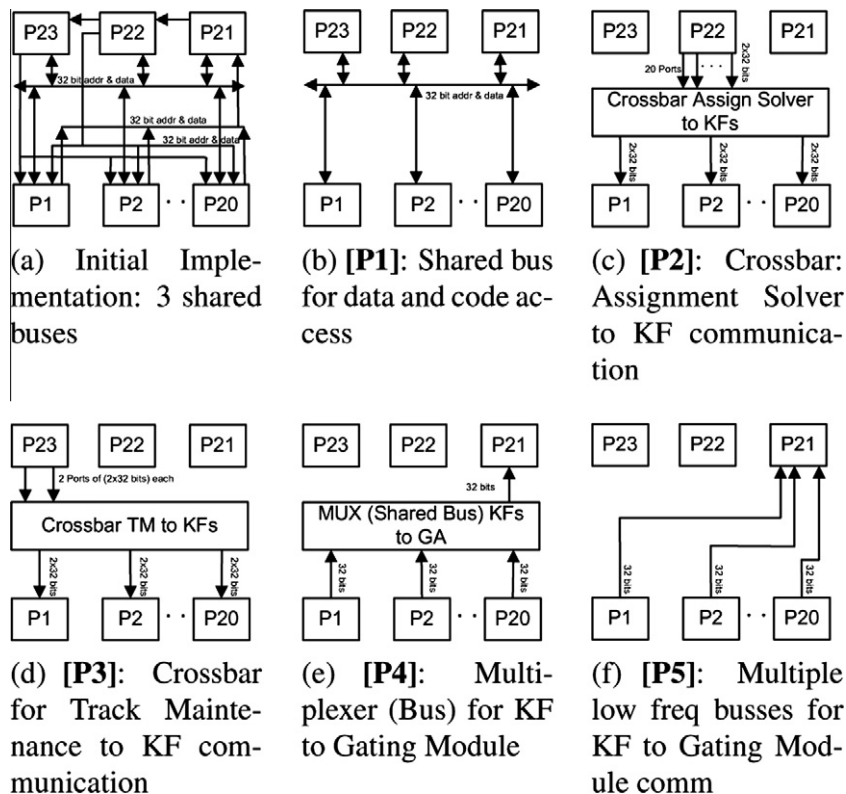 P23 P22 P21
32 bit addr & data
32 bit addr & data
32 bit addr & data
P1 P2 · · P20
(a) Initial Imple-
mentation: 3 shared
buses
P23 P22 P21
32 bit addr & data
P1 P2 · · P20
(b) [P1]: Shared bus
for data and code ac-
cess
P23 P22 P21
20 Ports · · · · 2x32 bits
Crossbar Assign Solver
to KFs
2x32 bits 2x32 bits 2x32 bits
P1 P2 · · P20
(c) [P2]: Crossbar:
Assignment Solver
to KF communica-
tion
P23 P22 P21
2 Ports of (2x32 bits) each
Crossbar TM to KFs
2x32 bits 2x32 bits 2x32 bits
P1 P2 · · P20
(d) [P3]: Crossbar
for Track Mainte-
nance to KF com-
munication
P23 P22 P21
32 bits
MUX (Shared Bus) KFs
to GA
32 bits 32 bits 32 bits
P1 P2 · · P20
(e) [P4]: Multi-
plexer (Bus) for KF
to Gating Module
P23 P22 P21
32 bits 32 bits 32 bits
P1 P2 · · P20
(f) [P5]: Multiple
low freq busses for
KF to Gating Mod-
ule comm